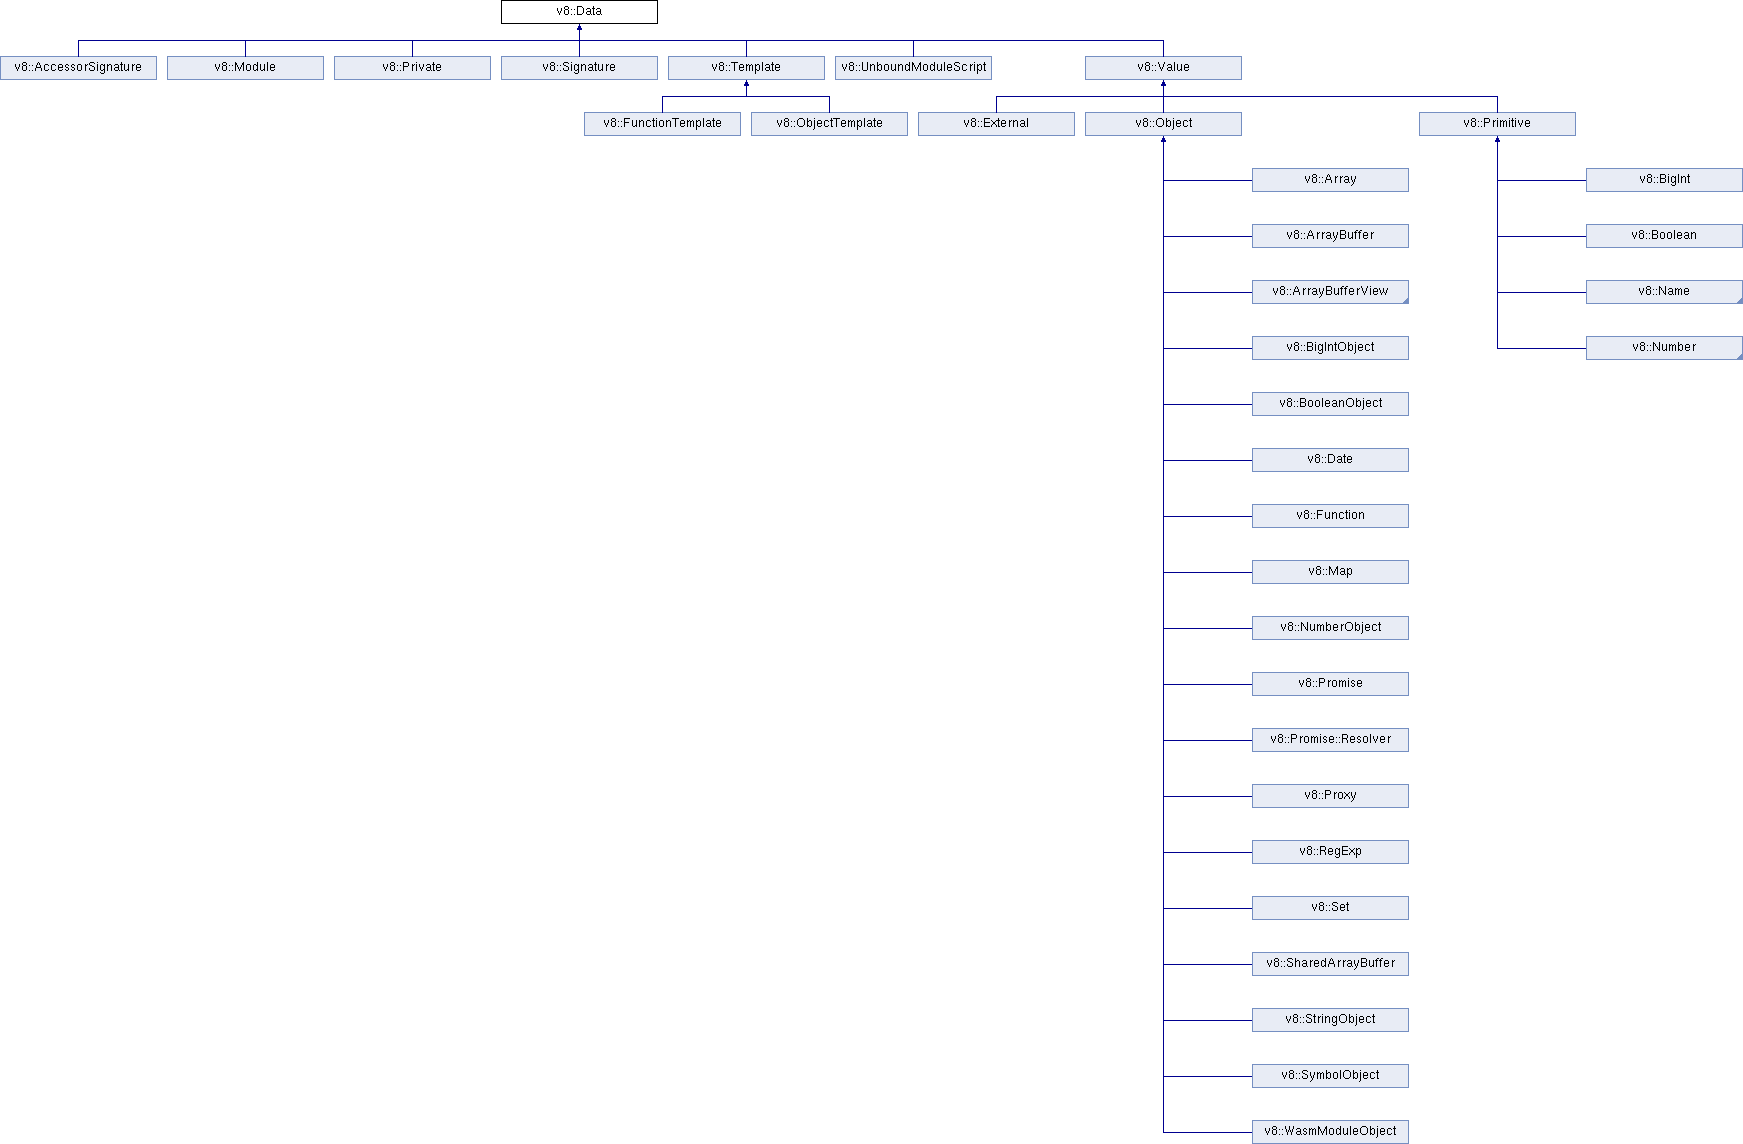 v8::Data
v8::AccessorSignature
v8::Module
v8::Private
v8::Signature
v8::Template
v8::UnboundModuleScript
v8::Value
v8::FunctionTemplate
v8::ObjectTemplate
v8::External
v8::Object
v8::Primitive
v8::Array
v8::BigInt
v8::ArrayBuffer
v8::Boolean
v8::ArrayBufferView
v8::Name
v8::BigIntObject
v8::Number
v8::BooleanObject
v8::Date
v8::Function
v8::Map
v8::NumberObject
v8::Promise
v8::Promise::Resolver
v8::Proxy
v8::RegExp
v8::Set
v8::SharedArrayBuffer
v8::StringObject
v8::SymbolObject
v8::WasmModuleObject